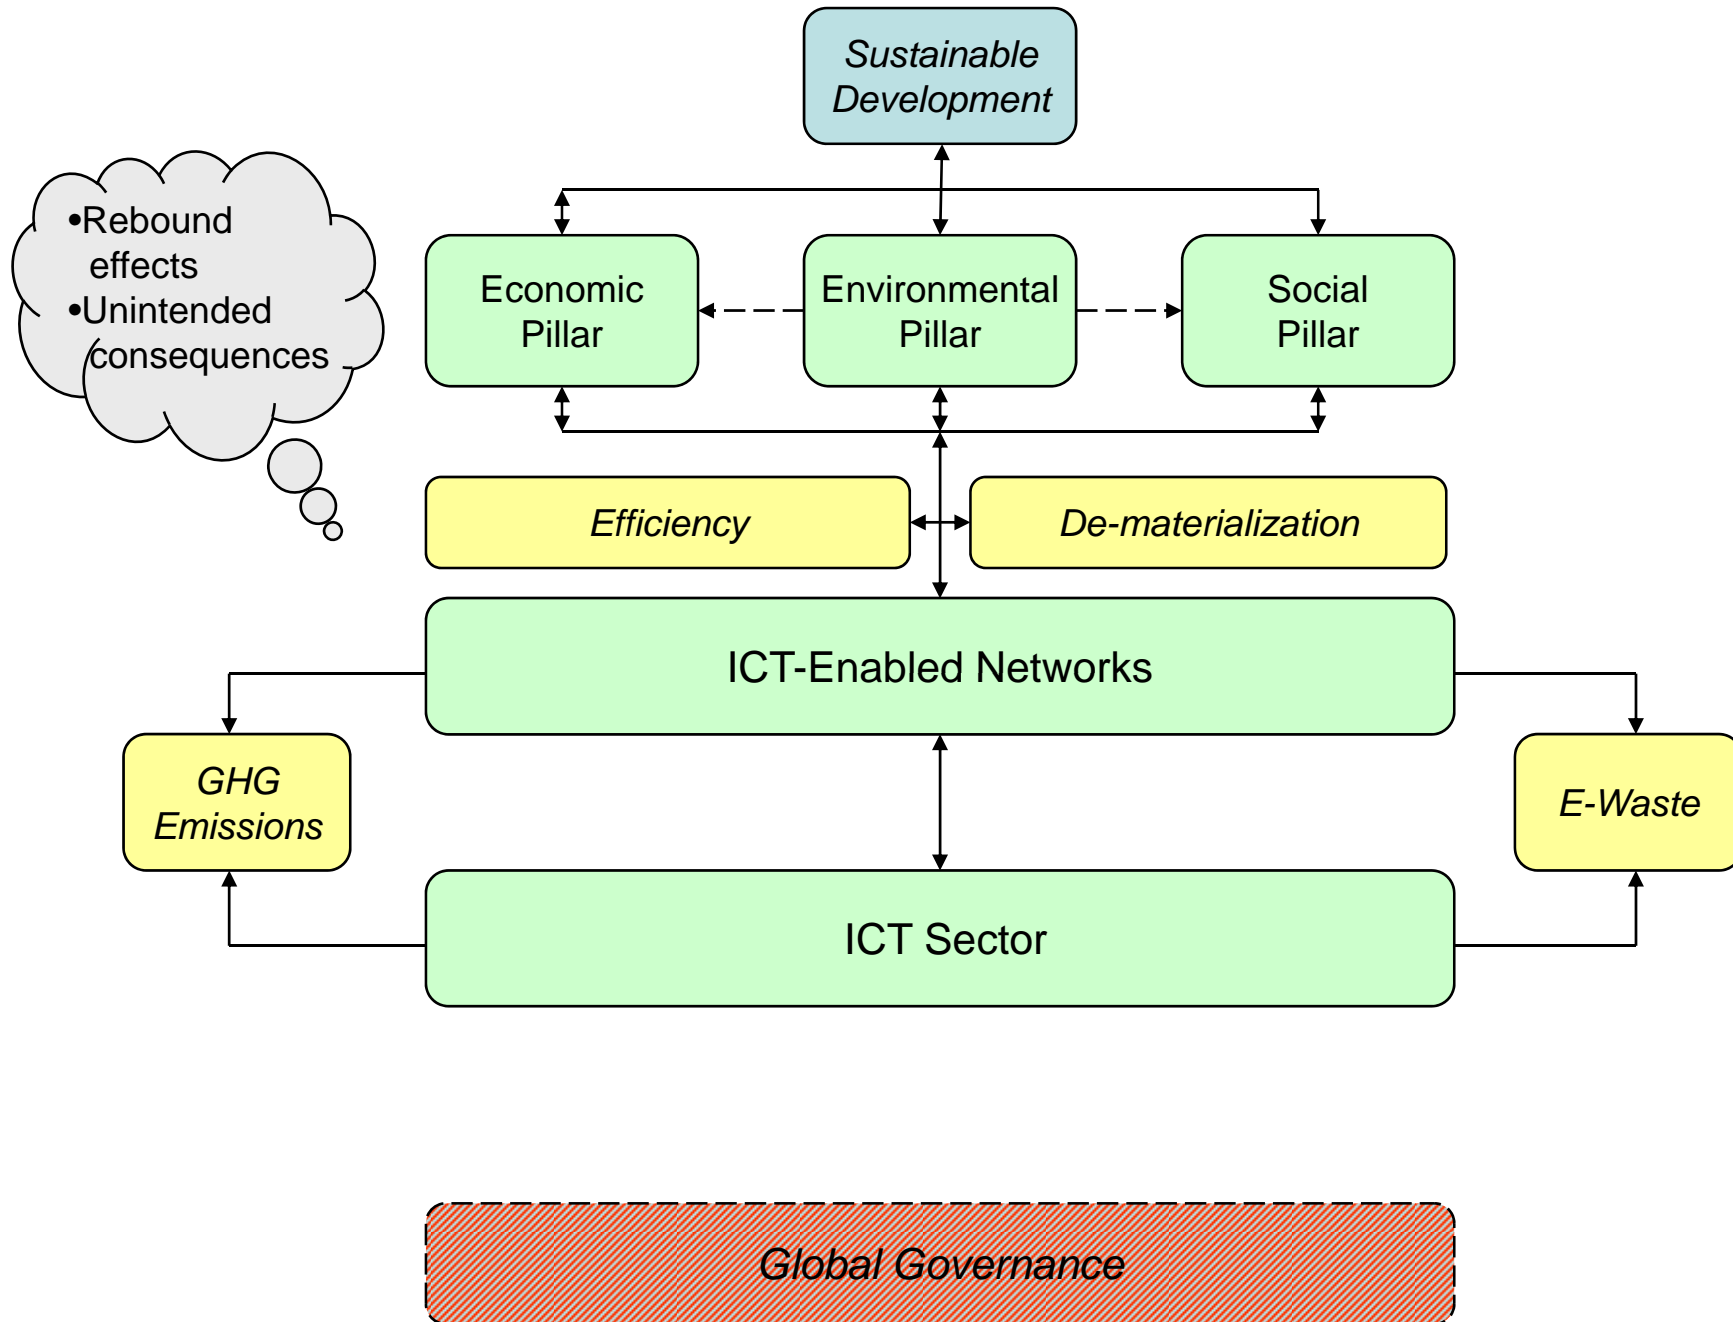 Sustainable
Development
•Rebound
effects
•Unintended
consequences
Economic
Pillar
Environmental
Pillar
Social
Pillar
Efficiency
De-materialization
ICT-Enabled Networks
GHG
Emissions
E-Waste
ICT Sector
Global Governance